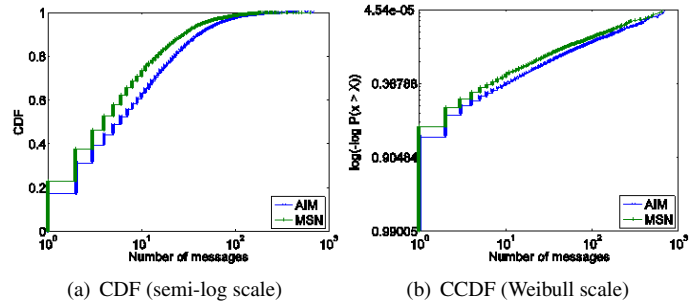 1
0.8
0.6
0.4
0.2
0
CDF
10^0
10^1
10^2
10^3
Number of messages
AIM
MSN
(a) CDF (semi-log scale)
4.54e-05
0.36788
0.90484
0.99005
log(-log P(x > X))
10^0
10^1
10^2
10^3
Number of messages
AIM
MSN
(b) CCDF (Weibull scale)